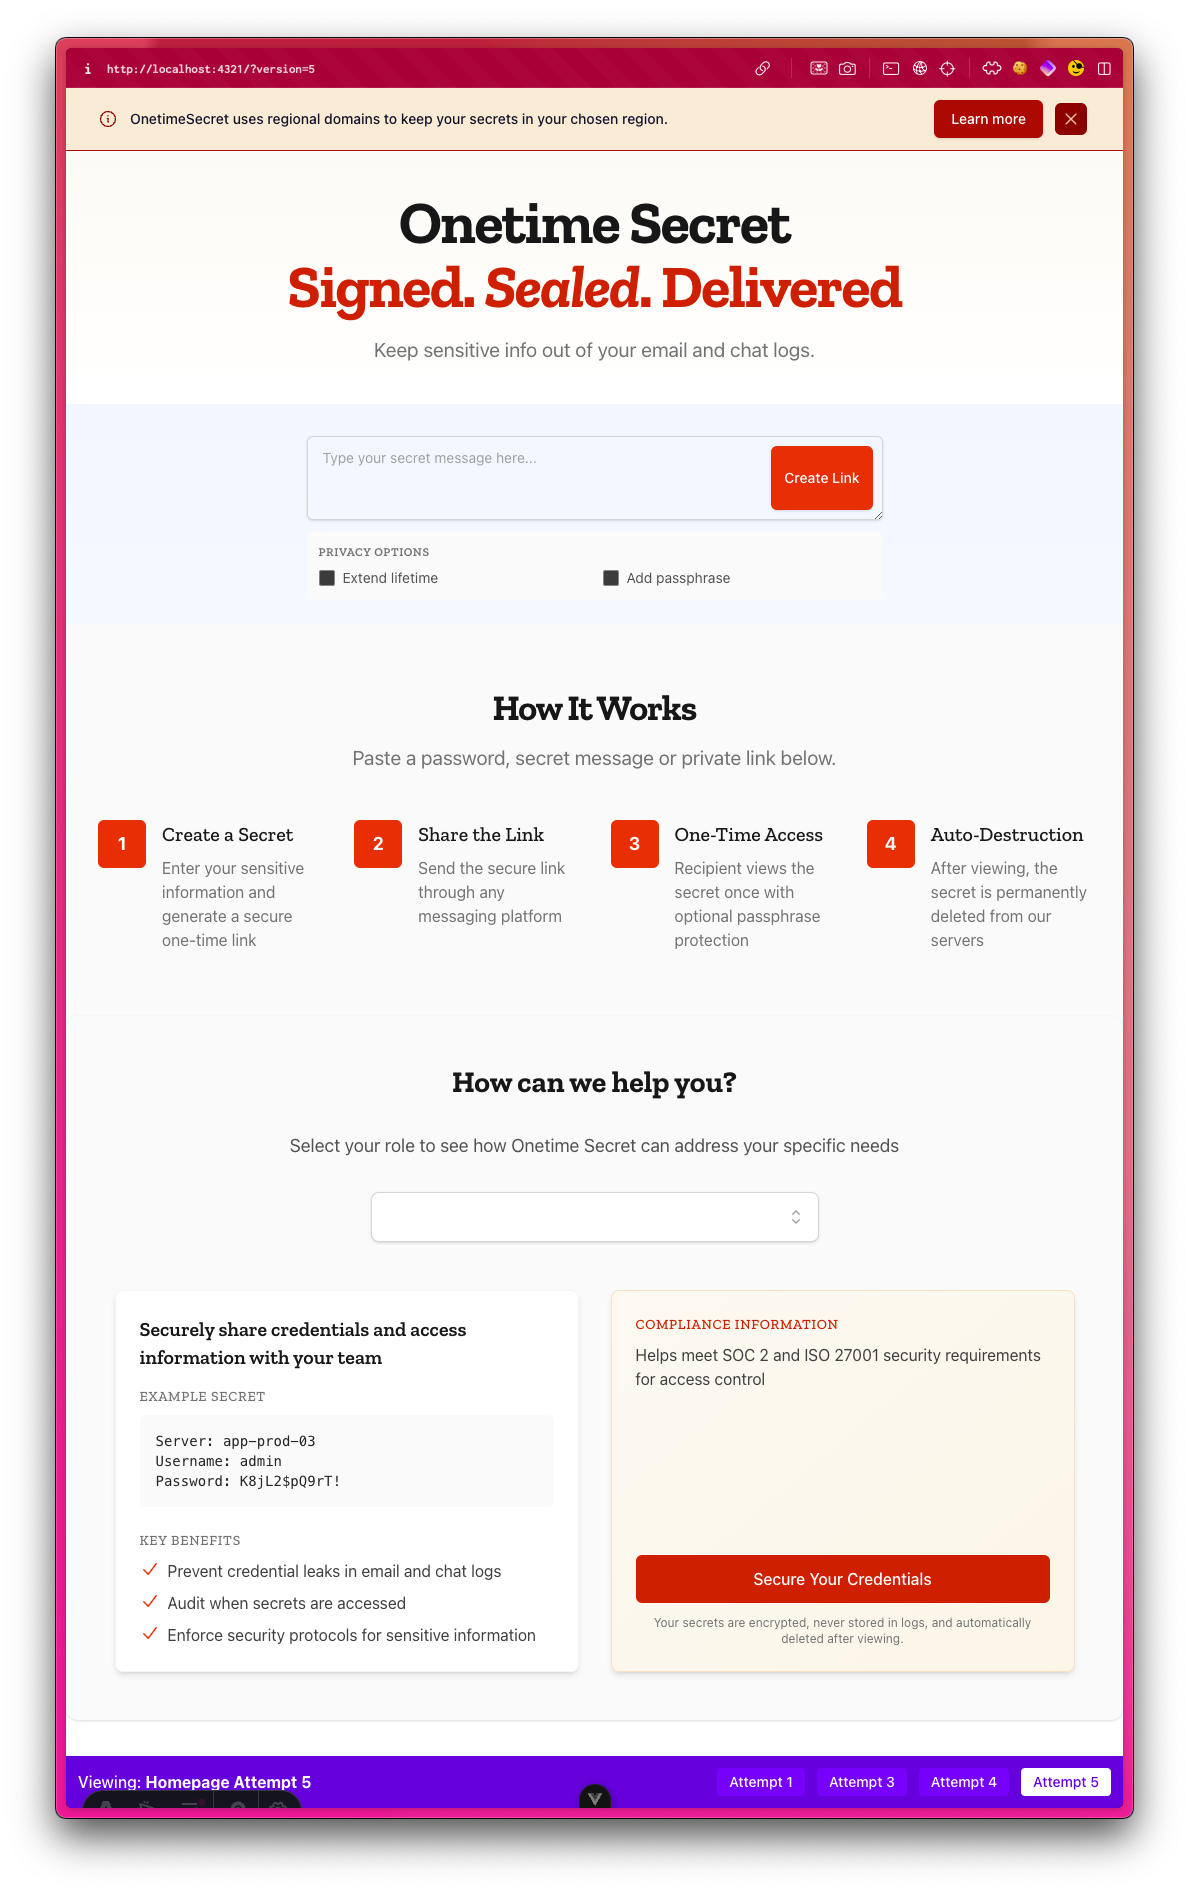 http://localhost:4321/?version=5
OnetimeSecret uses regional domains to keep your secrets in your chosen region.
Learn more
Onetime Secret
Signed. Sealed. Delivered
Keep sensitive info out of your email and chat logs.
Type your secret message here...
Create Link
PRIVACY OPTIONS
Extend lifetime
Add passphrase
How It Works
Paste a password, secret message or private link below.
1
Create a Secret
Enter your sensitive
information and
generate a secure
one-time link
2
Share the Link
Send the secure link
through any
messaging platform
3
One-Time Access
Recipient views the
secret once with
optional passphrase
protection
4
Auto-Destruction
After viewing, the
secret is permanently
deleted from our
servers
How can we help you?
Select your role to see how Onetime Secret can address your specific needs
Securely share credentials and access
information with your team
EXAMPLE SECRET
Server: app-prod-03
Username: admin
Password: K8jL2$pQ9rT!
KEY BENEFITS
Prevent credential leaks in email and chat logs
Audit when secrets are accessed
Enforce security protocols for sensitive information
COMPLIANCE INFORMATION
Helps meet SOC 2 and ISO 27001 security requirements
for access control
Secure Your Credentials
Your secrets are encrypted, never stored in logs, and automatically
deleted after viewing.
Viewing: Homepage Attempt 5
Attempt 1
Attempt 3
Attempt 4
Attempt 5